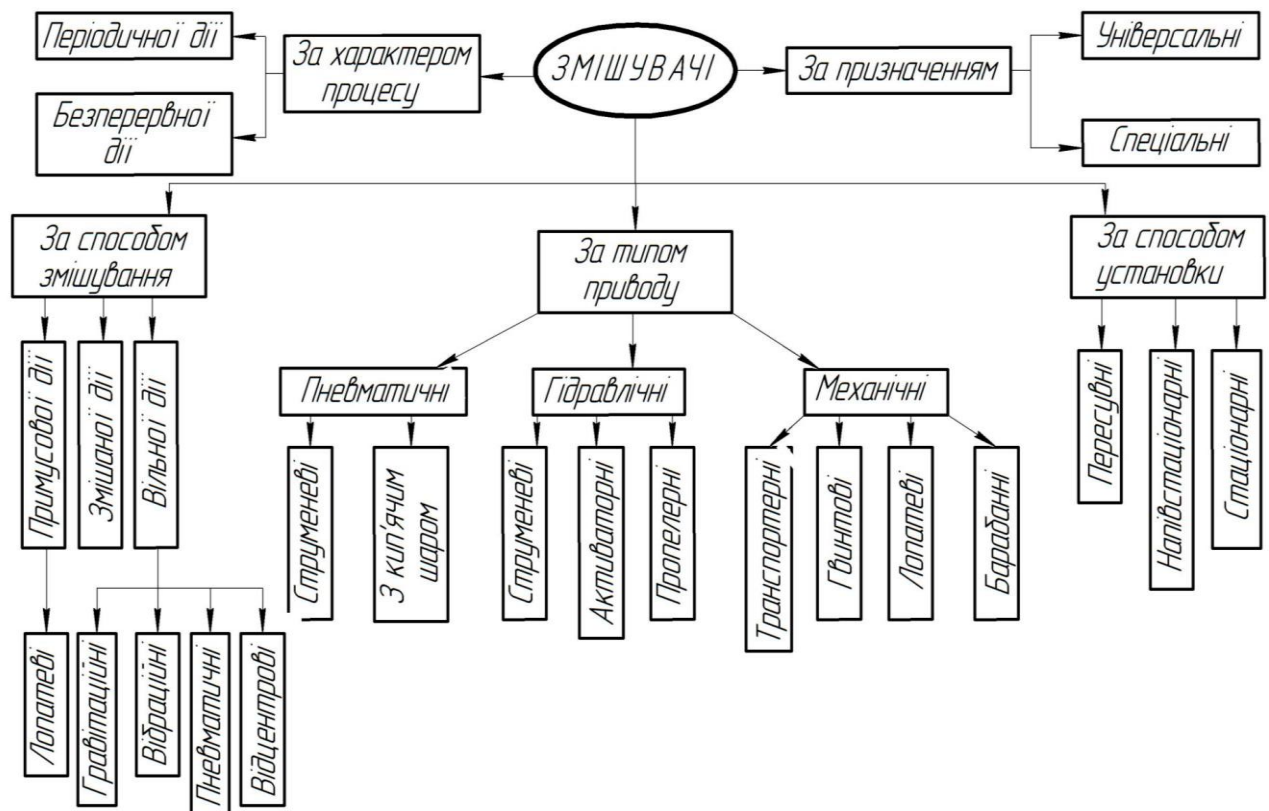 Періодичної дії
За характером
процесу
ЗМІШУВАЧІ
За призначенням
Універсальні
Безперервної
дії
Спеціальні
За способом
змішування
За типом
приводу
За способом
установки
Примусової дії
Змішаної дії
Вільної дії
Пневматичні
Гідравлічні
Механічні
Пересувні
Напівстаціонарні
Стаціонарні
Струменеві
З кип'ячим
шаром
Струменеві
Активаторні
Пропелерні
Транспортерні
Гвинтові
Лопатеві
Барабанні
Лопатеві
Гравітаційні
Вібраційні
Пневматичні
Відцентрові